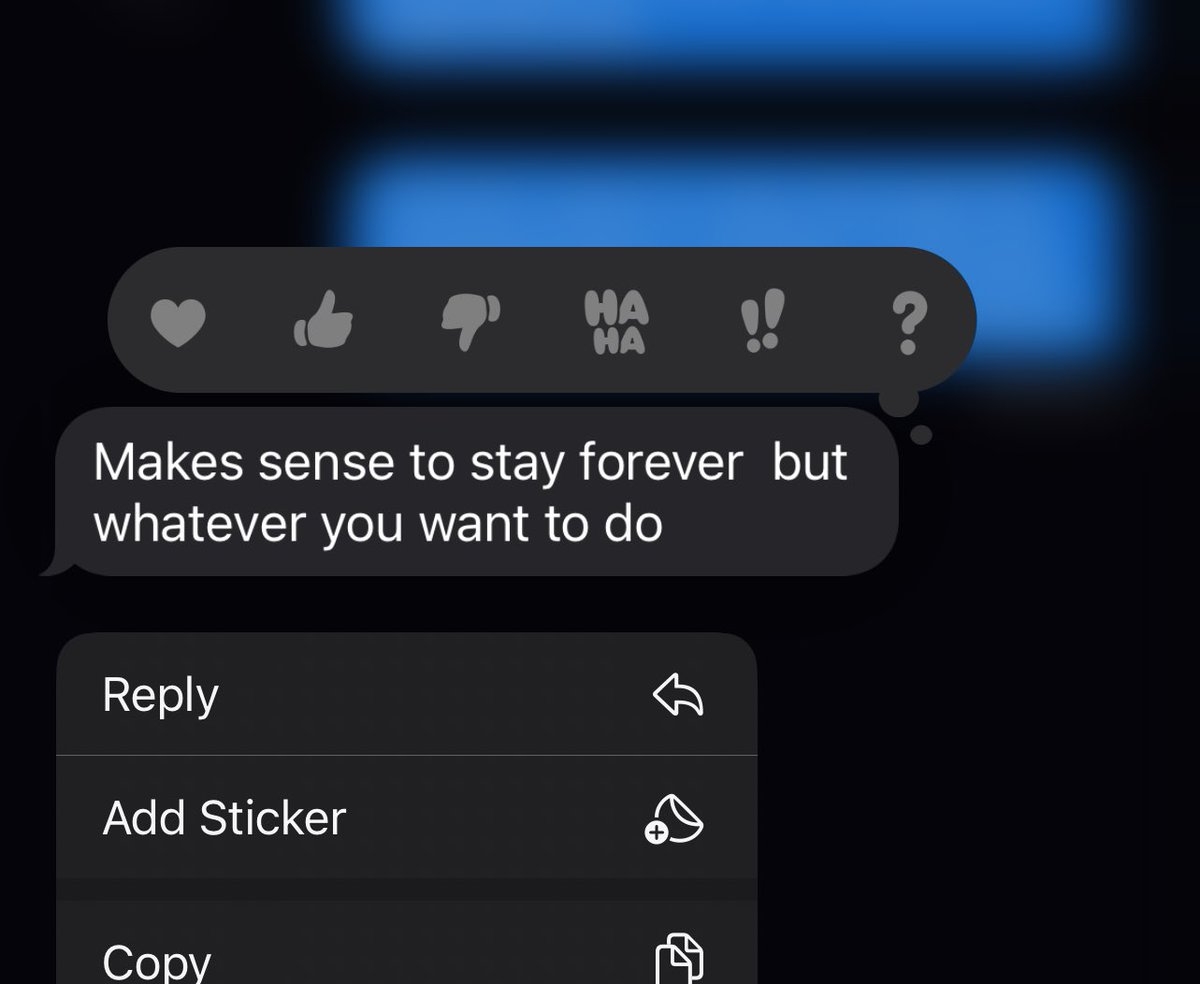 HA
HA
!!
?
Makes sense to stay forever  but
whatever you want to do
Reply
Add Sticker
Copy